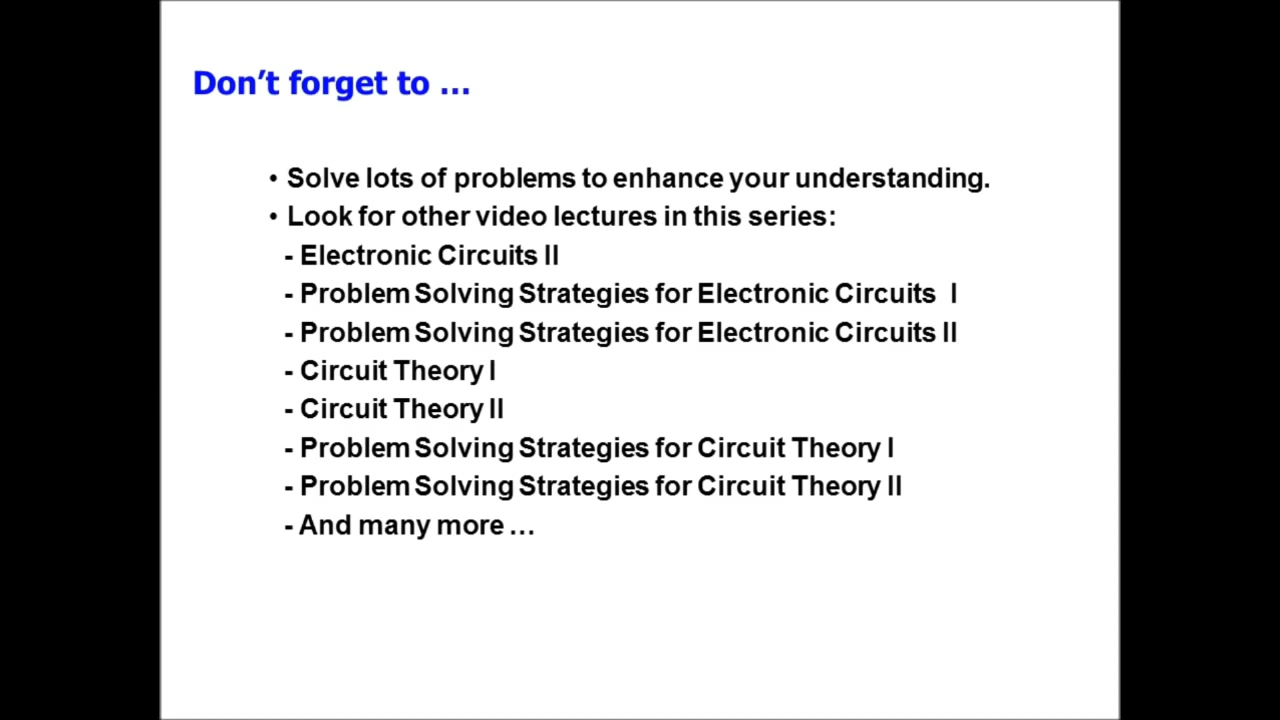 Don’t forget to …
• Solve lots of problems to enhance your understanding.
• Look for other video lectures in this series:
- Electronic Circuits II
- Problem Solving Strategies for Electronic Circuits I
- Problem Solving Strategies for Electronic Circuits II
- Circuit Theory I
- Circuit Theory II
- Problem Solving Strategies for Circuit Theory I
- Problem Solving Strategies for Circuit Theory II
- And many more …